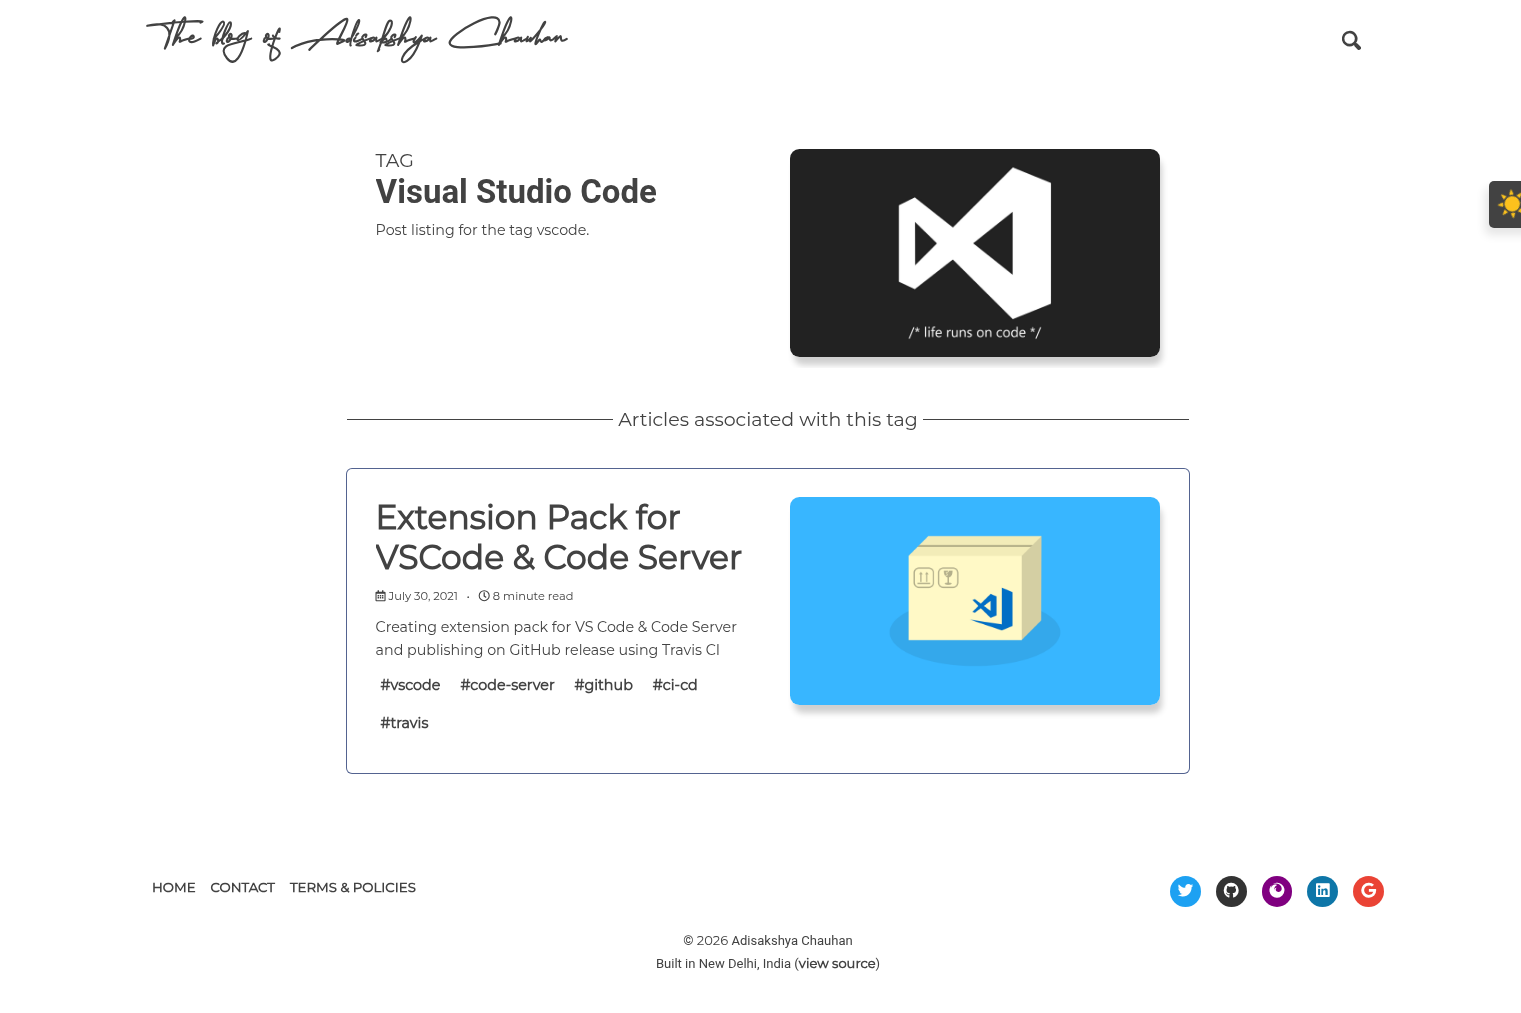 The blog of Adisakshya Chauhan
TAG
Visual Studio Code
Post listing for the tag vscode.
/* life runs on code */
Articles associated with this tag
Extension Pack for
VSCode & Code Server
July 30, 2021 • 8 minute read
Creating extension pack for VS Code & Code Server
and publishing on GitHub release using Travis CI
#vscode #code-server #github #ci-cd
#travis
HOME CONTACT TERMS & POLICIES
© 2026 Adisakshya Chauhan
Built in New Delhi, India (view source)